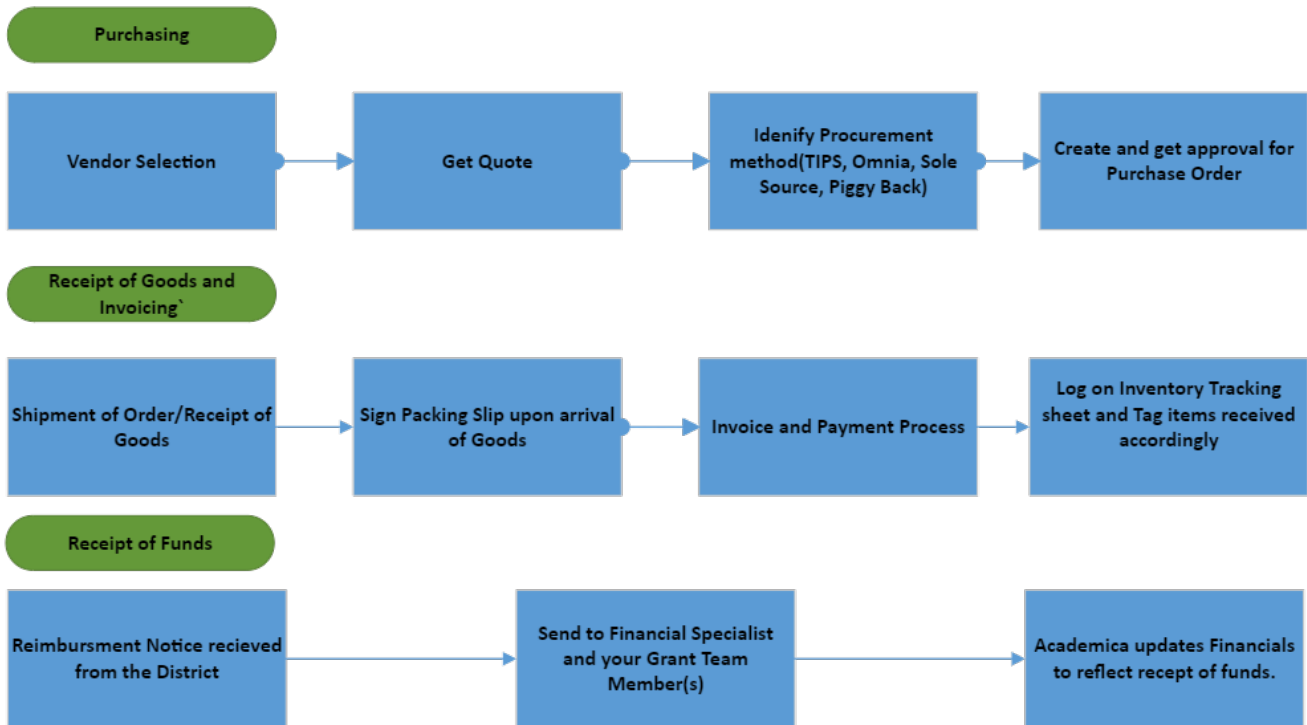 Purchasing
Vendor Selection
Get Quote
Idenify Procurement
method(TIPS, Omnia, Sole
Source, Piggy Back)
Create and get approval for
Purchase Order
Receipt of Goods and
Invoicing`
Shipment of Order/Receipt of
Goods
Sign Packing Slip upon arrival
of Goods
Invoice and Payment Process
Log on Inventory Tracking
sheet and Tag items received
accordingly
Receipt of Funds
Reimbursment Notice recieved
from the District
Send to Financial Specialist
and your Grant Team
Member(s)
Academica updates Financials
to reflect receipt of funds.